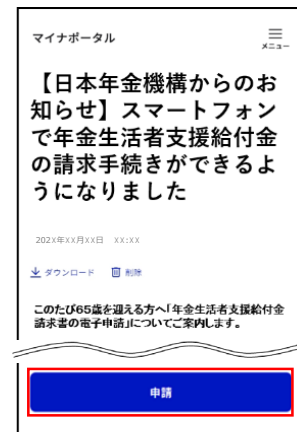 マイナポータル
メニュー
【日本年金機構からのお
知らせ】スマートフォン
で年金生活者支援給付金
の請求手続きができるよ
うになりました
202X年XX月XX日 XX:XX
ダウンロード 削除
このたび65歳を迎える方へ「年金生活者支援給付金
請求書の電子申請」についてご案内します。
申請